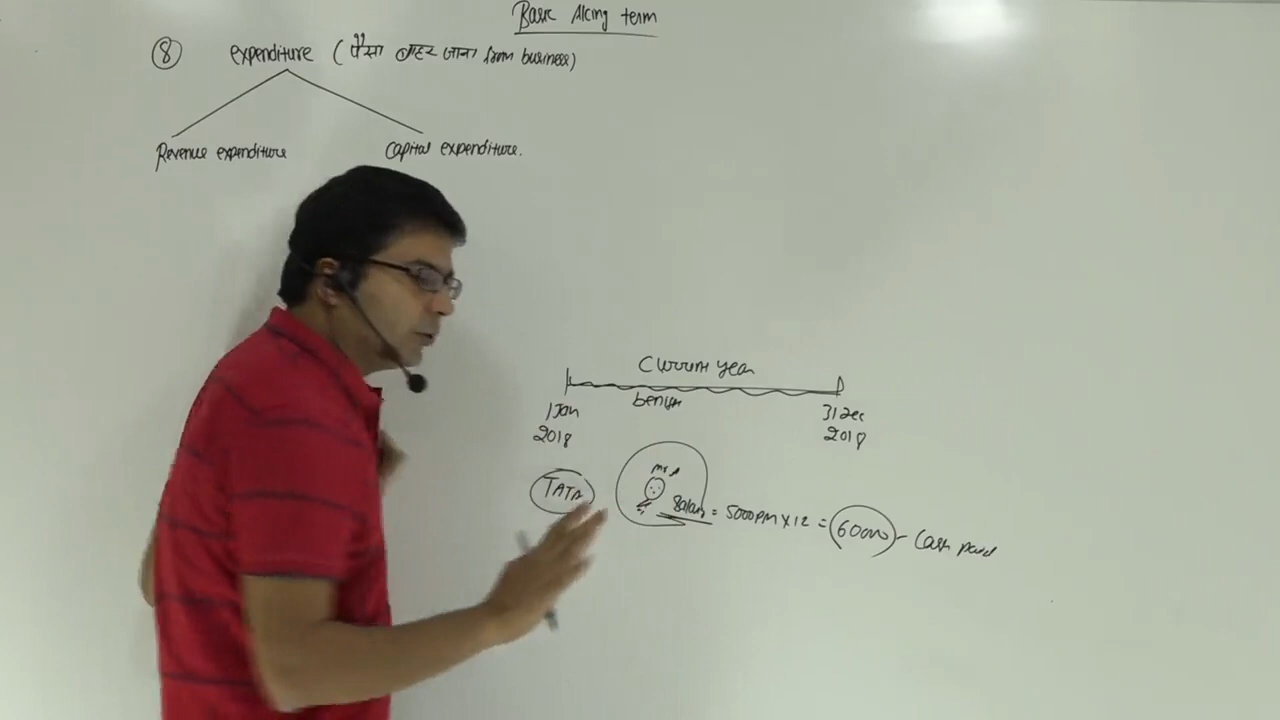 Basic A/cing term
⑧ expenditure (पैसा बाहर जाना from business)
Revenue expenditure
Capital expenditure.
Current year
benefit
1 Jan 2018
31 Dec 2018
TATA
Mr A
Salary = 5000 PM X 12 = 60000 - Cash paid